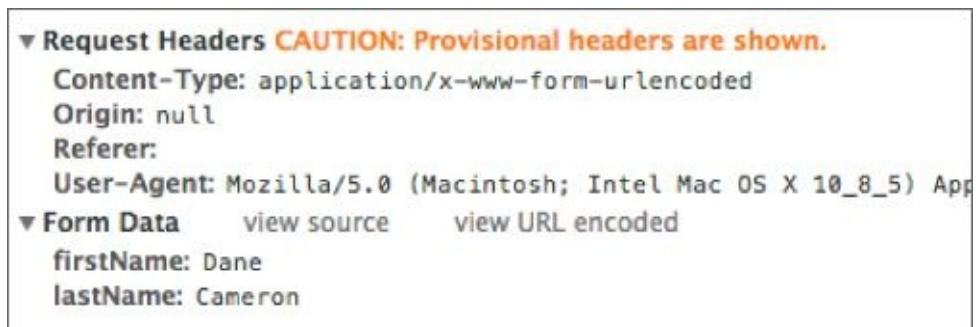 ▼ Request Headers CAUTION: Provisional headers are shown.
Content-Type: application/x-www-form-urlencoded
Origin: null
Referer:
User-Agent: Mozilla/5.0 (Macintosh; Intel Mac OS X 10_8_5) App
▼ Form Data view source view URL encoded
firstName: Dane
lastName: Cameron